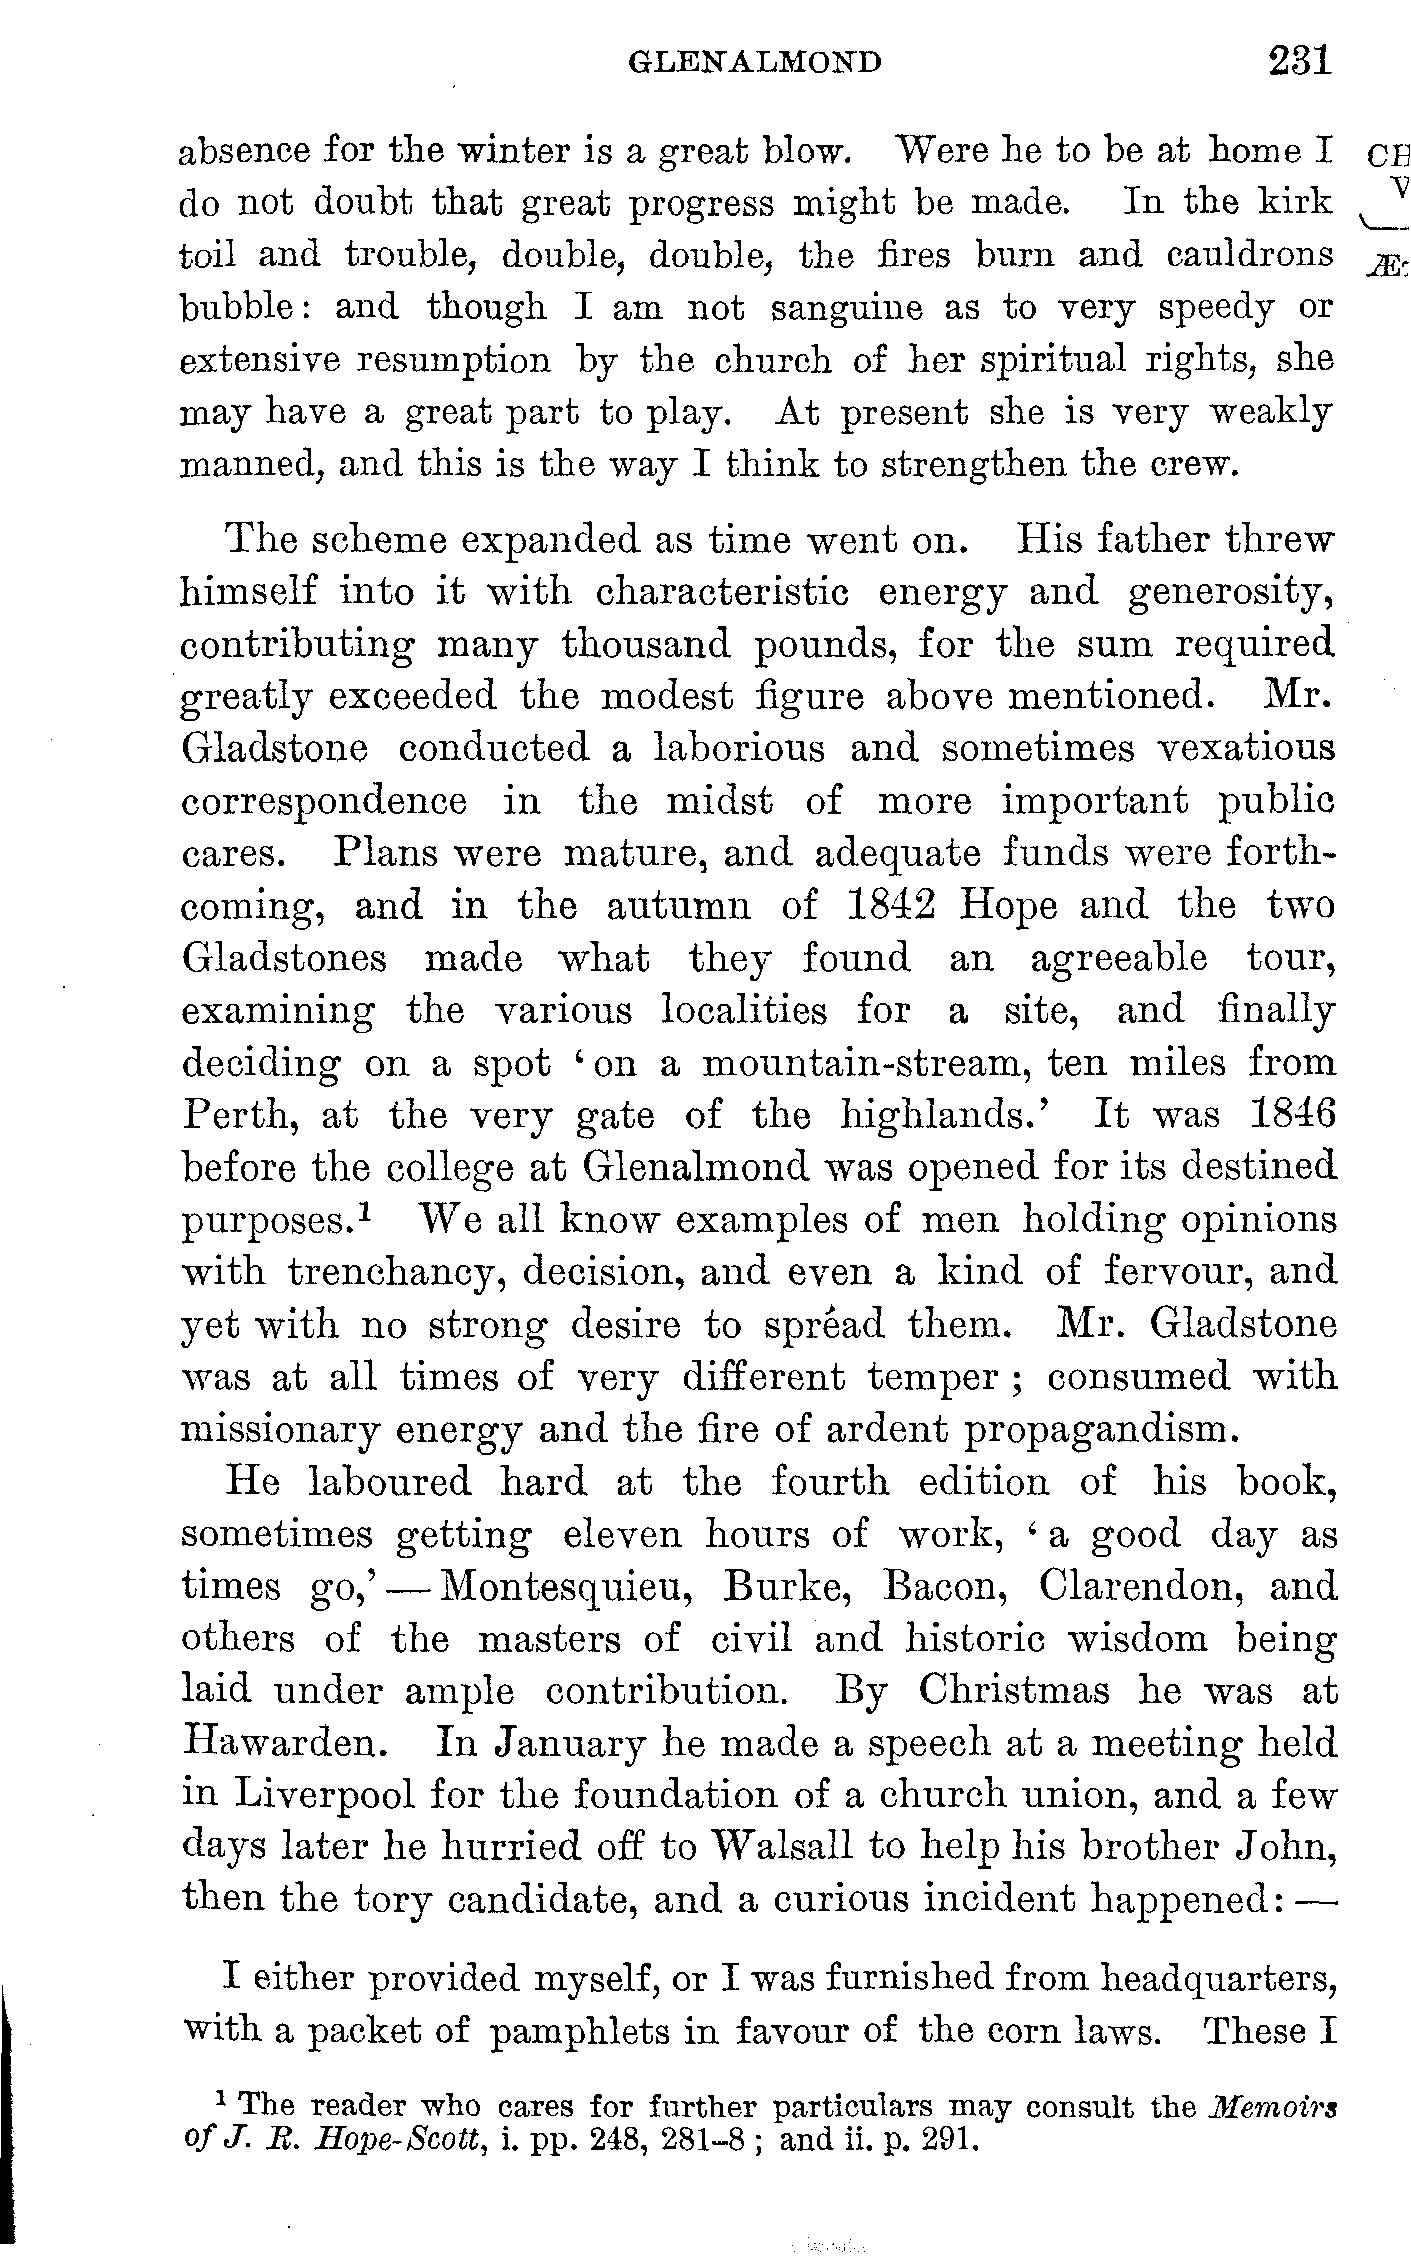 GLENALMOND 231
absence for the winter is a great blow. Were he to be at home I
do not doubt that great progress might be made. In the kirk
toil and trouble, double, double, the fires burn and cauldrons
bubble: and though I am not sanguine as to very speedy or
extensive resumption by the church of her spiritual rights, she
may have a great part to play. At present she is very weakly
manned, and this is the way I think to strengthen the crew.
The scheme expanded as time went on. His father threw
himself into it with characteristic energy and generosity,
contributing many thousand pounds, for the sum required
greatly exceeded the modest figure above mentioned. Mr.
Gladstone conducted a laborious and sometimes vexatious
correspondence in the midst of more important public
cares. Plans were mature, and adequate funds were forth-
coming, and in the autumn of 1842 Hope and the two
Gladstones made what they found an agreeable tour,
examining the various localities for a site, and finally
deciding on a spot ‘on a mountain-stream, ten miles from
Perth, at the very gate of the highlands.’ It was 1846
before the college at Glenalmond was opened for its destined
purposes.¹ We all know examples of men holding opinions
with trenchancy, decision, and even a kind of fervour, and
yet with no strong desire to spread them. Mr. Gladstone
was at all times of very different temper; consumed with
missionary energy and the fire of ardent propagandism.
He laboured hard at the fourth edition of his book,
sometimes getting eleven hours of work, ‘a good day as
times go,’—Montesquieu, Burke, Bacon, Clarendon, and
others of the masters of civil and historic wisdom being
laid under ample contribution. By Christmas he was at
Hawarden. In January he made a speech at a meeting held
in Liverpool for the foundation of a church union, and a few
days later he hurried off to Walsall to help his brother John,
then the tory candidate, and a curious incident happened:—
I either provided myself, or I was furnished from headquarters,
with a packet of pamphlets in favour of the corn laws. These I
¹ The reader who cares for further particulars may consult the Memoirs
of J. R. Hope-Scott, i. pp. 248, 281–8; and ii. p. 291.